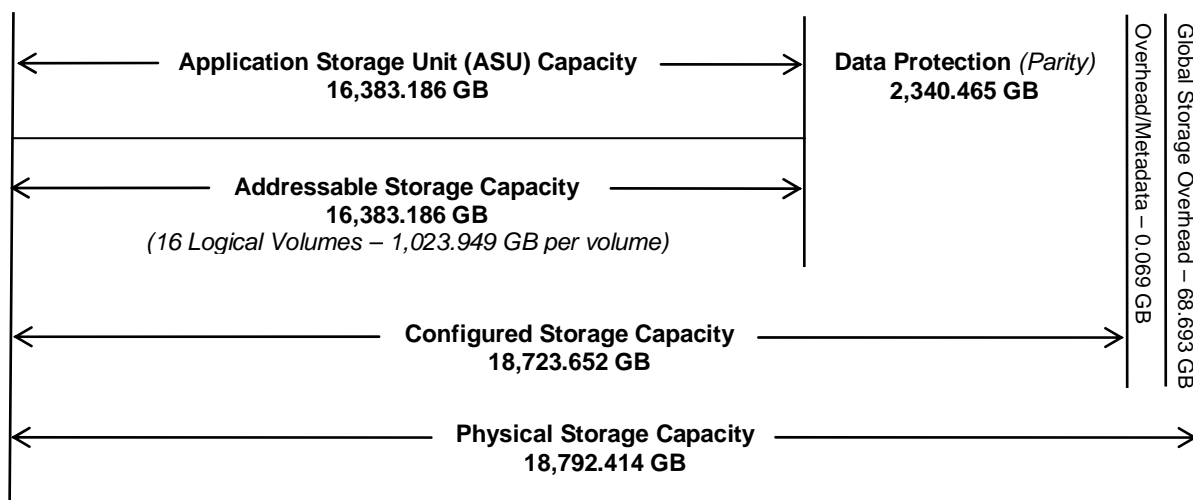 Application Storage Unit (ASU) Capacity
16,383.186 GB
Data Protection (Parity)
2,340.465 GB
Overhead/Metadata – 0.069 GB
Global Storage Overhead – 68.693 GB
Addressable Storage Capacity
16,383.186 GB
(16 Logical Volumes – 1,023.949 GB per volume)
Configured Storage Capacity
18,723.652 GB
Physical Storage Capacity
18,792.414 GB